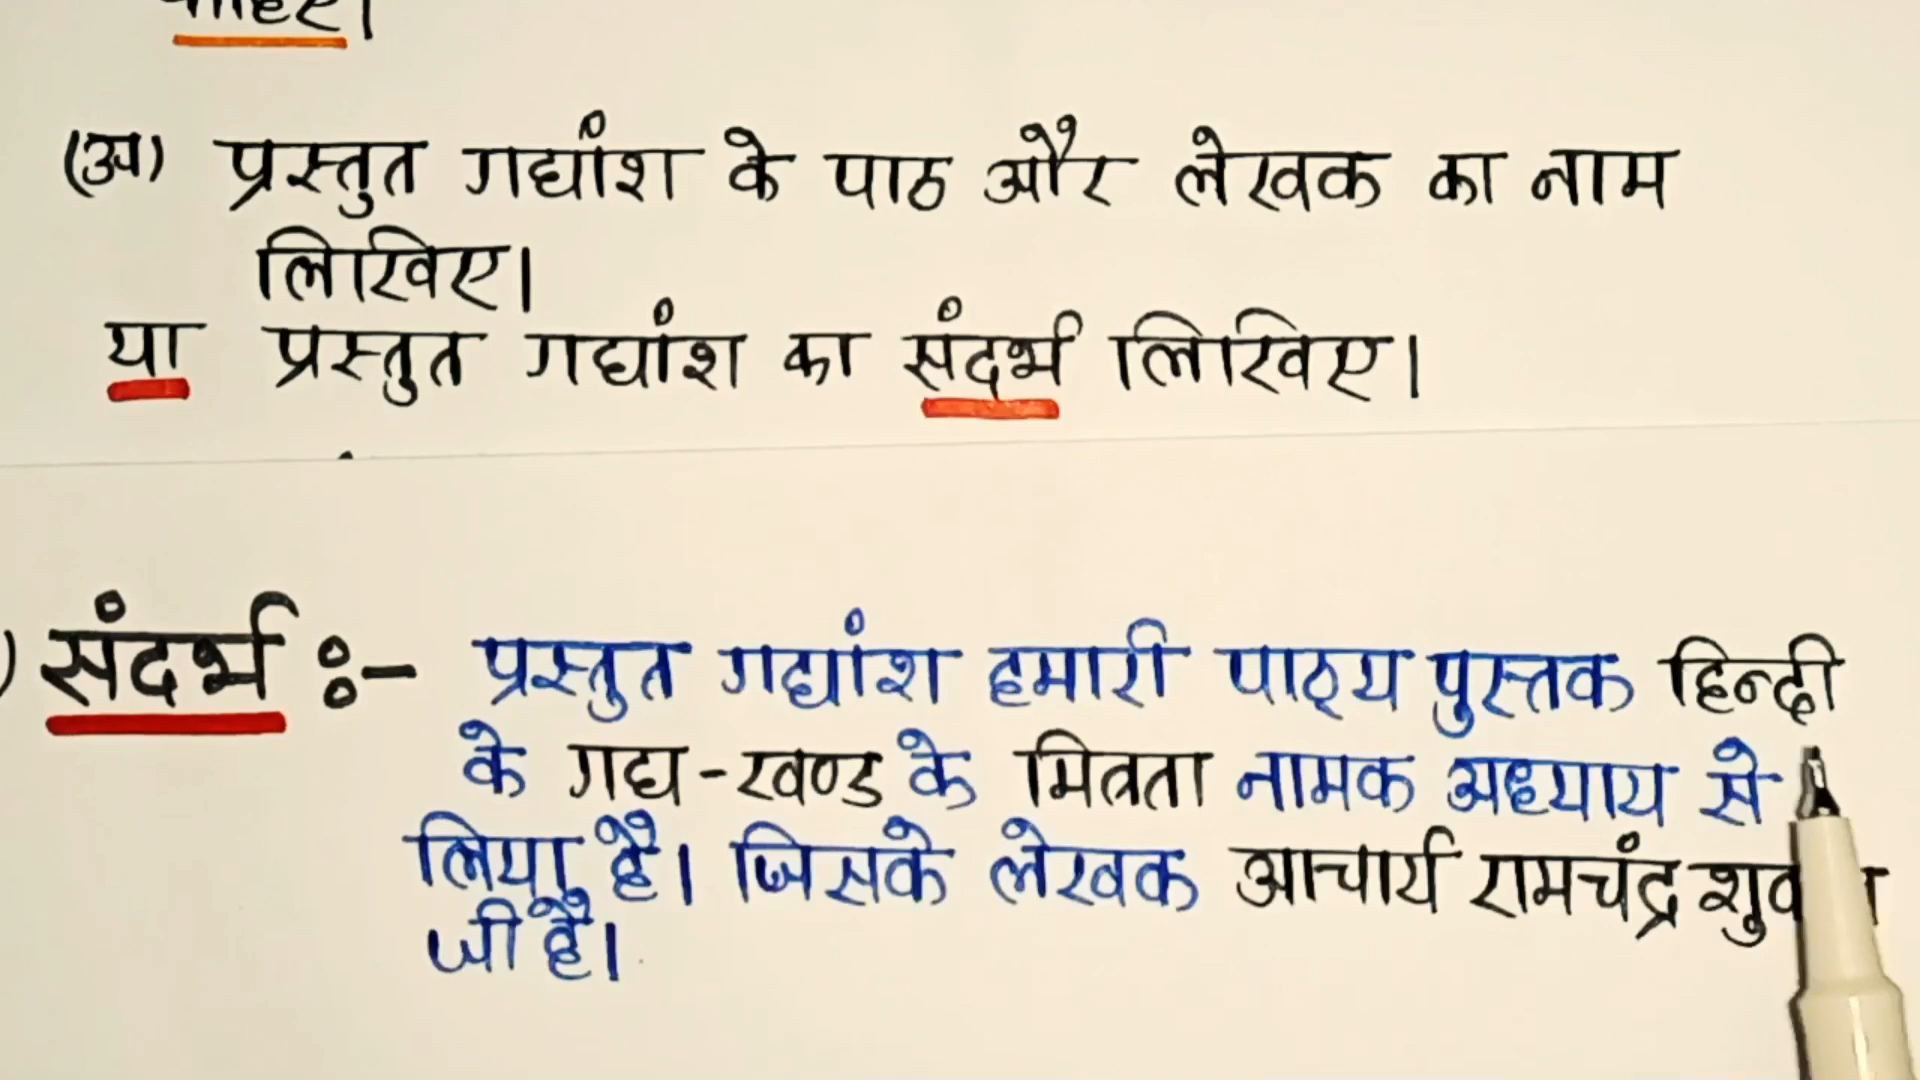 (अ) प्रस्तुत गद्यांश के पाठ और लेखक का नाम
लिखिए।
या प्रस्तुत गद्यांश का संदर्भ लिखिए।
) संदर्भ :- प्रस्तुत गद्यांश हमारी पाठ्य पुस्तक हिन्दी
के गद्य-खण्ड के मित्रता नामक अध्याय से
लिया है। जिसके लेखक आचार्य रामचंद्र
जी हैं।